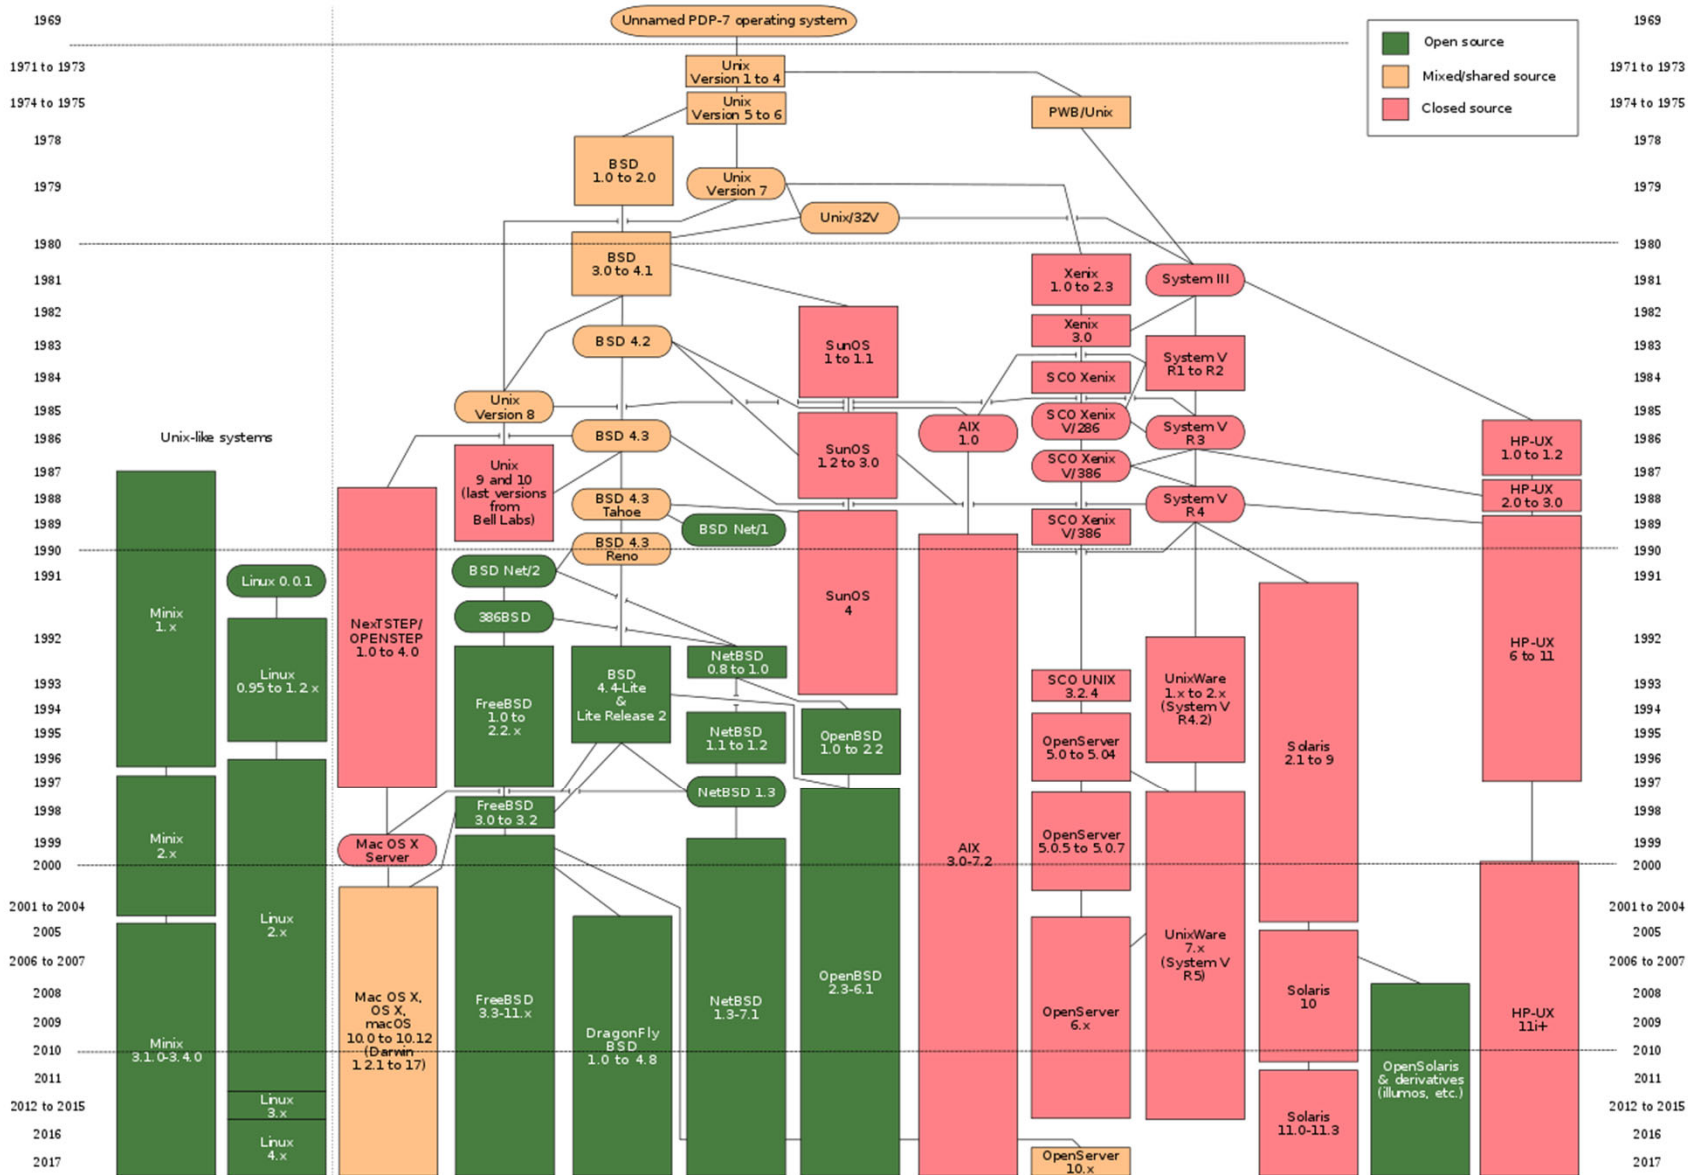 1969
Unnamed PDP-7 operating system
1969
Open source
Mixed/shared source
Closed source
1971 to 1973
Unix
Version 1 to 4
1971 to 1973
1974 to 1975
Unix
Version 5 to 6
PWB/Unix
1974 to 1975
1978
BSD
1.0 to 2.0
1978
1979
Unix
Version 7
Unix/32V
1979
1980
BSD
3.0 to 4.1
1980
1981
Xenix
1.0 to 2.3
System III
1981
1982
Xenix
3.0
1982
1983
BSD 4.2
SunOS
1 to 1.1
System V
R1 to R2
1983
1984
SCO Xenix
1984
1985
Unix
Version 8
SCO Xenix
V/286
1985
1986
Unix-like systems
BSD 4.3
AIX
1.0
System V
R3
HP-UX
1.0 to 1.2
1986
SunOS
1.2 to 3.0
1987
Unix
9 and 10
(last versions
from
Bell Labs)
SCO Xenix
V/386
1987
1988
BSD 4.3
Tahoe
System V
R4
HP-UX
2.0 to 3.0
1988
1989
BSD Net/1
SCO Xenix
V/386
1989
1990
BSD 4.3
Reno
1990
1991
Linux 0.0.1
BSD Net/2
1991
Minix
1.x
NexTSTEP/
OPENSTEP
1.0 to 4.0
386BSD
SunOS
4
1992
1992
Linux
0.95 to 1.2.x
NetBSD
0.8 to 1.0
HP-UX
6 to 11
1993
FreeBSD
1.0 to
2.2.x
BSD
4.4-Lite
&
Lite Release 2
SCO UNIX
3.2.4
UnixWare
1.x to 2.x
(System V
R4.2)
1993
1994
1994
1995
NetBSD
1.1 to 1.2
OpenBSD
1.0 to 2.2
OpenServer
5.0 to 5.04
Solaris
2.1 to 9
1995
1996
1996
1997
NetBSD 1.3
1997
1998
FreeBSD
3.0 to 3.2
1998
1999
Minix
2.x
Mac OS X
Server
AIX
3.0-7.2
OpenServer
5.0.5 to 5.0.7
1999
2000
2000
2001 to 2004
Linux
2.x
2001 to 2004
2005
UnixWare
7.x
(System V
R5)
2005
2006 to 2007
2006 to 2007
2008
Mac OS X,
OS X,
macOS
10.0 to 10.12
(Darwin
1.2.1 to 17)
FreeBSD
3.3-11.x
NetBSD
1.3-7.1
OpenBSD
2.3-6.1
OpenServer
6.x
Solaris
10
HP-UX
11i+
2008
2009
2009
2010
Minix
3.1.0-3.4.0
DragonFly
BSD
1.0 to 4.8
2010
2011
OpenSolaris
& derivatives
(illumos, etc.)
2011
2012 to 2015
Linux
3.x
Solaris
11.0-11.3
2012 to 2015
2016
Linux
4.x
2016
2017
OpenServer
10.x
2017